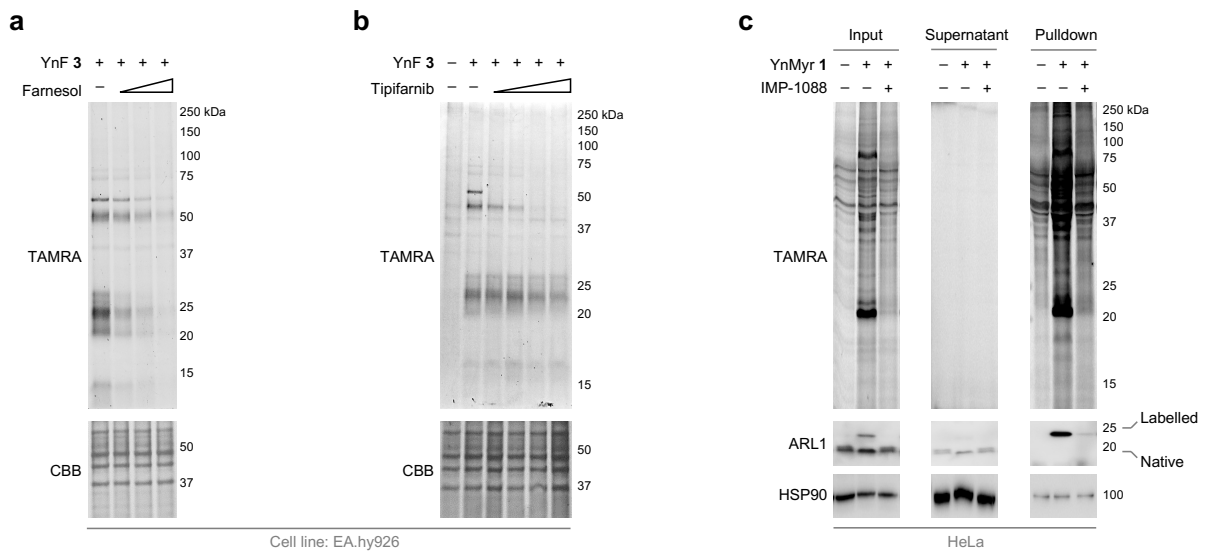 a
YnF 3 + + + +
Farnesol –
250 kDa
150
100
75
50
37
25
20
15
TAMRA
50
37
CBB
b
YnF 3 – + + + + +
Tipifarnib – –
250 kDa
150
100
75
50
37
25
20
15
TAMRA
50
37
CBB
Cell line: EA.hy926
c
Input Supernatant Pulldown
YnMyr 1 – + + – + + – + +
IMP-1088 – – + – – + – – +
250 kDa
150
100
75
50
37
25
20
15
TAMRA
ARL1
25
20
Labelled
Native
HSP90
100
HeLa